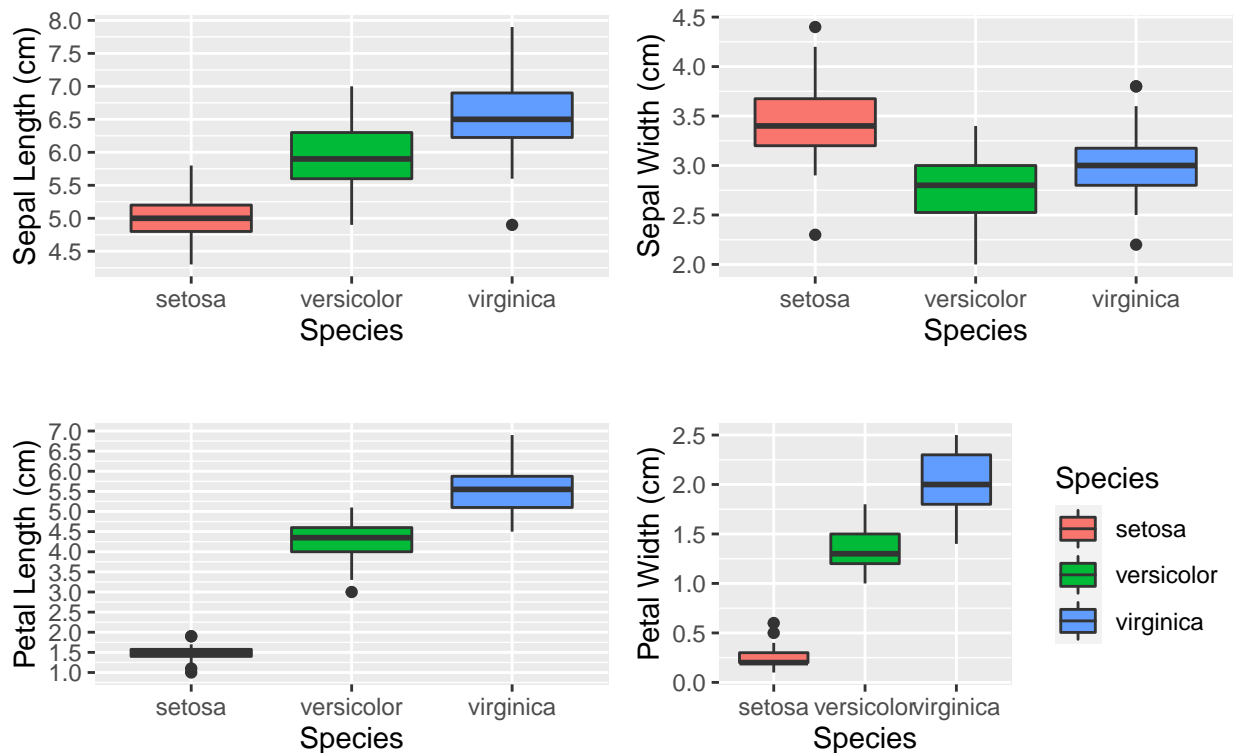 Sepal Length (cm)
8.0
7.5
7.0
6.5
6.0
5.5
5.0
4.5
setosa versicolor virginica
Species
Sepal Width (cm)
4.5
4.0
3.5
3.0
2.5
2.0
setosa versicolor virginica
Species
Petal Length (cm)
7.0
6.5
6.0
5.5
5.0
4.5
4.0
3.5
3.0
2.5
2.0
1.5
1.0
setosa versicolor virginica
Species
Petal Width (cm)
2.5
2.0
1.5
1.0
0.5
0.0
setosa versicolor virginica
Species
Species
setosa
versicolor
virginica